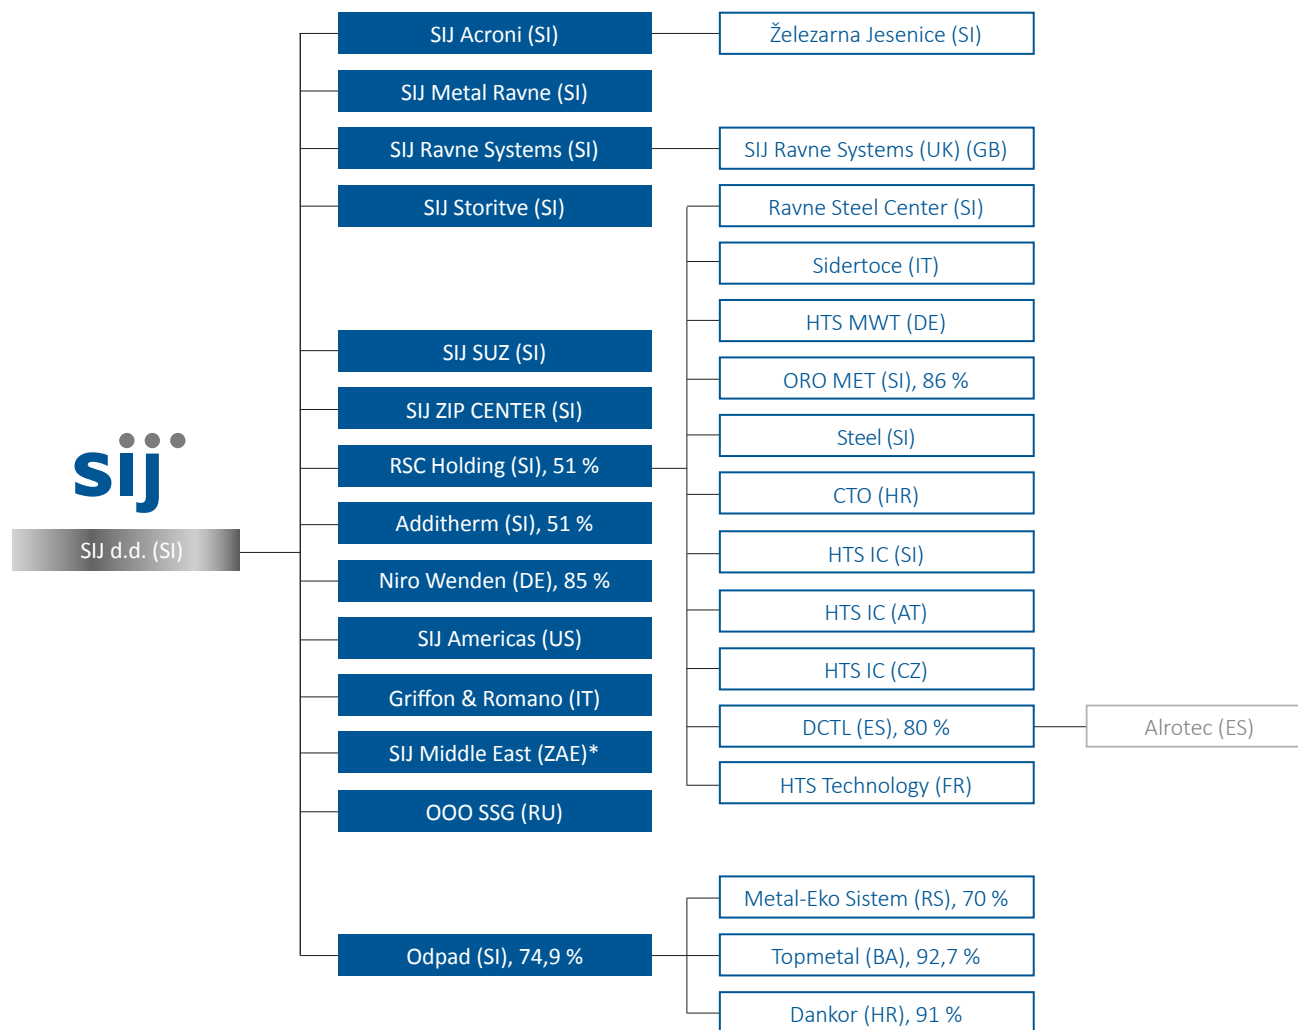 sij
SIJ d.d. (SI)
SIJ Acroni (SI)
Železarna Jesenice (SI)
SIJ Metal Ravne (SI)
SIJ Ravne Systems (SI)
SIJ Ravne Systems (UK) (GB)
SIJ Storitve (SI)
SIJ SUZ (SI)
SIJ ZIP CENTER (SI)
RSC Holding (SI), 51 %
Ravne Steel Center (SI)
Sidertoce (IT)
HTS MWT (DE)
ORO MET (SI), 86 %
Steel (SI)
CTO (HR)
HTS IC (SI)
HTS IC (AT)
HTS IC (CZ)
DCTL (ES), 80 %
Alrotec (ES)
HTS Technology (FR)
Additherm (SI), 51 %
Niro Wenden (DE), 85 %
SIJ Americas (US)
Griffon & Romano (IT)
SIJ Middle East (ZAE)*
OOO SSG (RU)
Odpad (SI), 74,9 %
Metal-Eko Sistem (RS), 70 %
Topmetal (BA), 92,7 %
Dankor (HR), 91 %